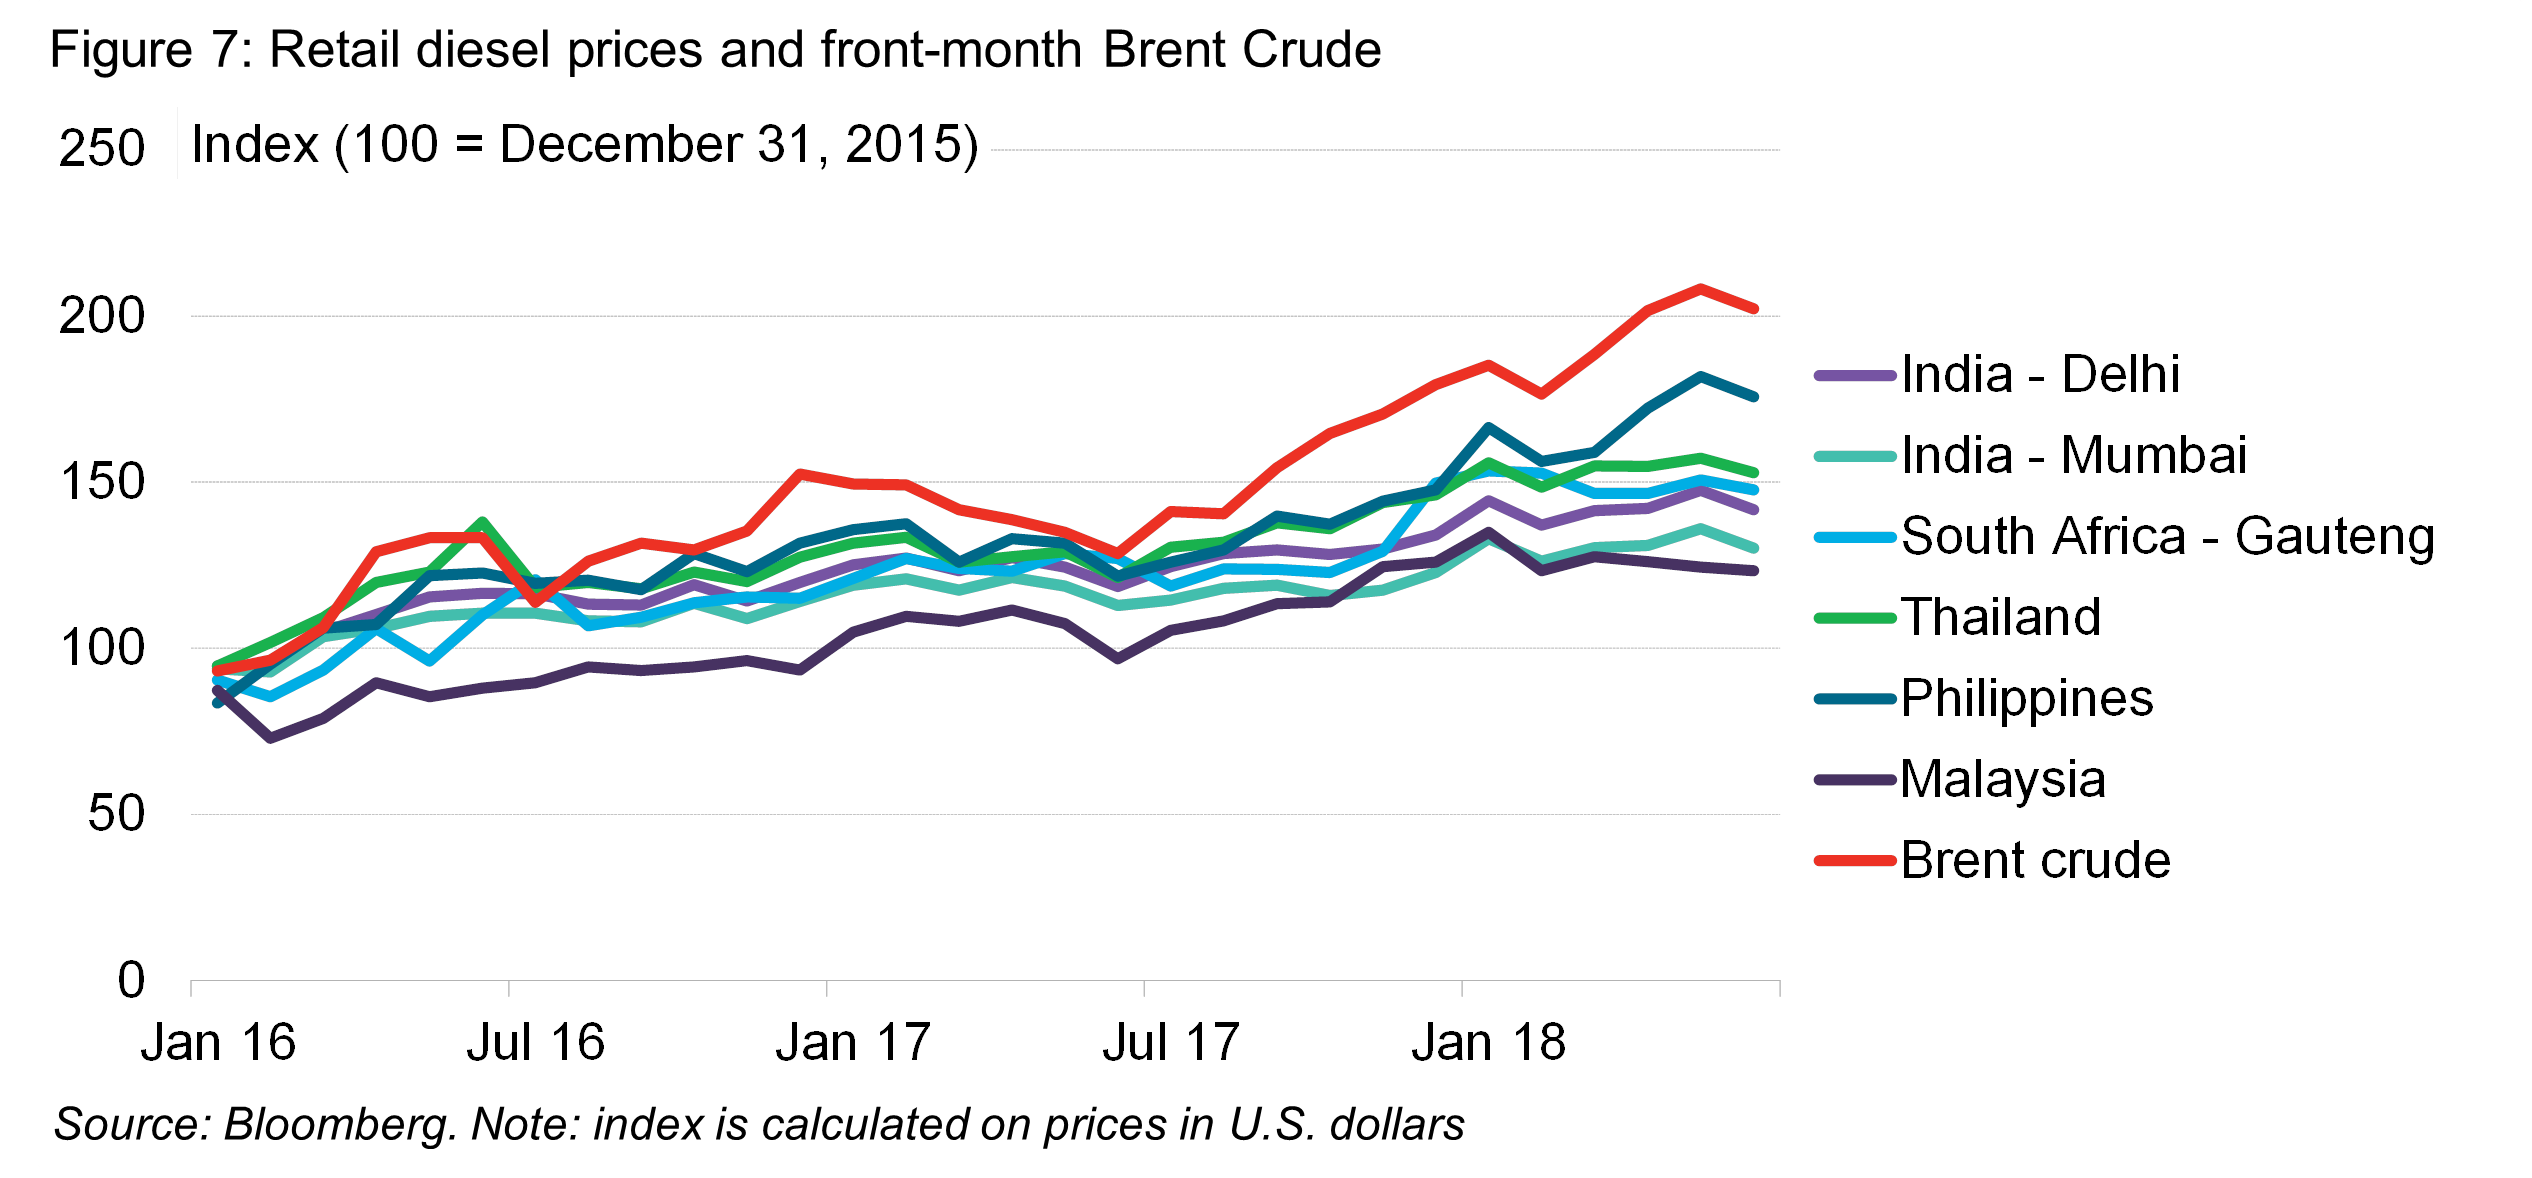 Figure 7: Retail diesel prices and front-month Brent Crude
250
Index (100 = December 31, 2015)
200
150
100
50
0
Jan 16
Jul 16
Jan 17
Jul 17
Jan 18
India - Delhi
India - Mumbai
South Africa - Gauteng
Thailand
Philippines
Malaysia
Brent crude
Source: Bloomberg. Note: index is calculated on prices in U.S. dollars